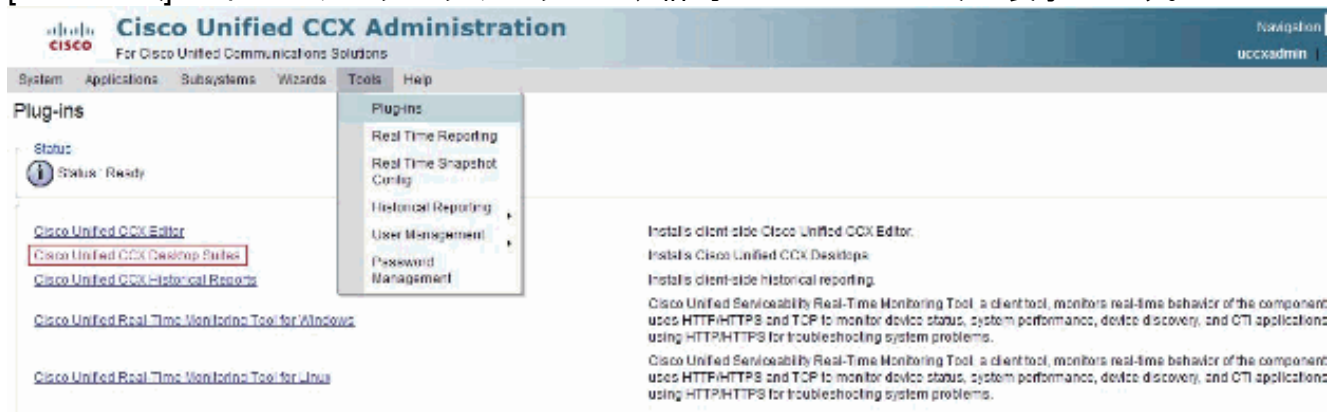 Cisco Unified CCX Administration
Navigation
cisco
For Cisco Unified Communications Solutions
uccxadmin
System Applications Subsystems Wizards Tools Help
Plug-ins
Plug-ins
Real Time Reporting
Status
Real Time Snapshot
Status : Ready
Config
Historical Reporting
User Management
Password
Management
Cisco Unified CCX Editor
Installs client-side Cisco Unified CCX Editor.
Cisco Unified CCX Desktop Suites
Installs Cisco Unified CCX Desktops
Cisco Unified CCX Historical Reports
Installs client-side historical reporting.
Cisco Unified Real Time Monitoring Tool for Windows
Cisco Unified Serviceability Real-Time Monitoring Tool, a client tool, monitors real-time behavior of the component
uses HTTP/HTTPS and TCP to monitor device status, system performance, device discovery, and CTI applications
using HTTP/HTTPS for troubleshooting system problems.
Cisco Unified Real Time Monitoring Tool for Linux
Cisco Unified Serviceability Real-Time Monitoring Tool, a client tool, monitors real-time behavior of the component
uses HTTP/HTTPS and TCP to monitor device status, system performance, device discovery, and CTI applications
using HTTP/HTTPS for troubleshooting system problems.